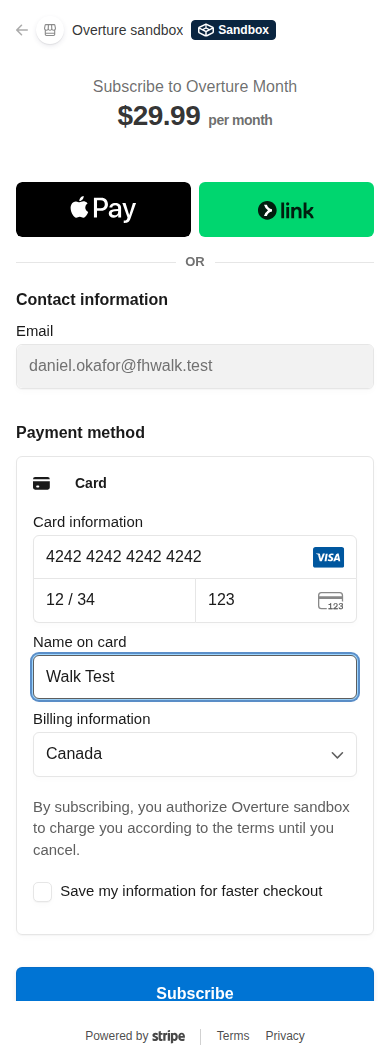 Overture sandbox Sandbox
Subscribe to Overture Month
$29.99 per month
Pay link
OR
Contact information
Email
daniel.okafor@fhwalk.test
Payment method
Card
Card information
4242 4242 4242 4242 VISA
12 / 34 123 123
Name on card
Walk Test
Billing information
Canada
By subscribing, you authorize Overture sandbox
to charge you according to the terms until you
cancel.
Save my information for faster checkout
Subscribe
Powered by stripe Terms Privacy